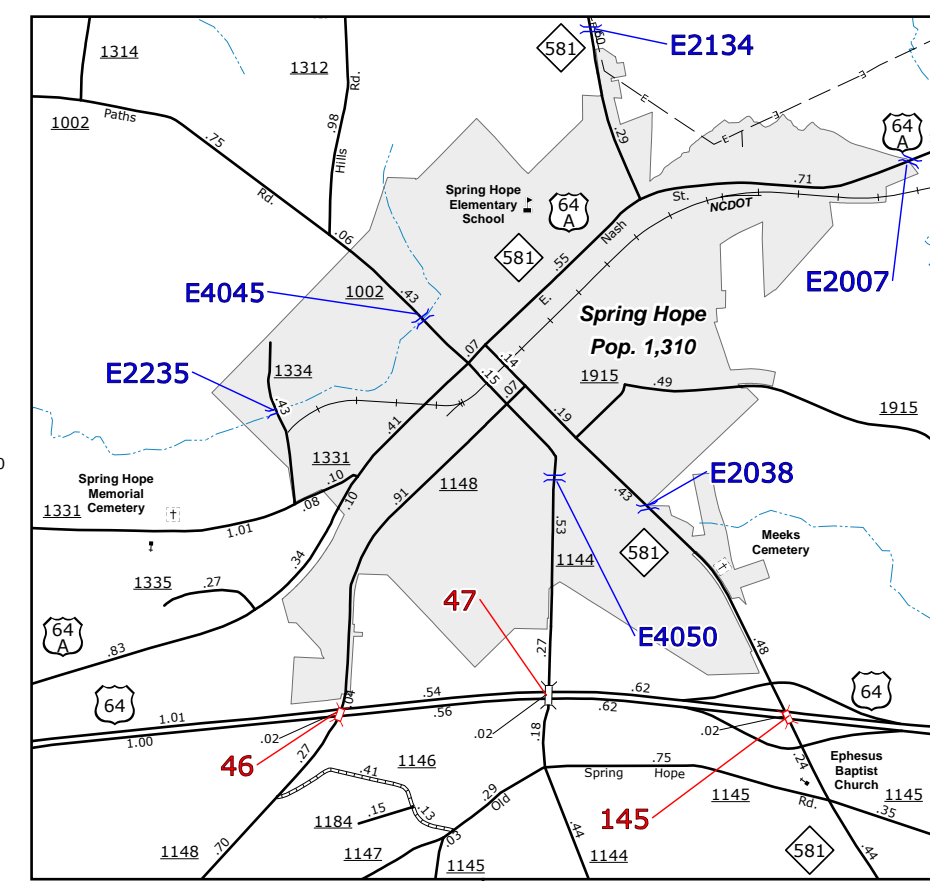 1314
1312
Rd.
581
.60
E2134
1002
Paths
.75
.98
Hills
.29
E
E
E
64
A
Rd.
Spring Hope
Elementary
School
64
A
St.
.71
NCDOT
E2007
.06
581
Nash
.55
E.
E4045
1002
.43
Spring Hope
Pop. 1,310
.07
.14
.15
.07
1915
.49
1915
E2235
1334
.43
.41
.19
1331
.10
.08
.10
1148
.91
Spring Hope
Memorial
Cemetery
1331
1.01
.43
E2038
.53
581
Meeks
Cemetery
1144
1335
.27
.34
47
E4050
64
A
.83
.27
.48
64
1.01
1.00
.04
.54
.56
.62
.62
64
.02
.02
.02
46
.27
.18
.24
Ephesus
Baptist
Church
1146
.41
.75
Spring
Hope
Rd.
1145
1145
.35
.29
Old
1184
.15
.13
145
.03
.44
1148
.70
1147
1145
1144
581
.44
0